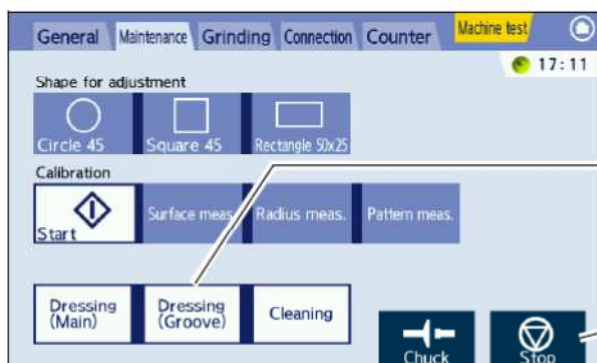 General Maintenance Grinding Connection Counter Machine test
17:11
Shape for adjustment
Circle 45 Square 45 Rectangle 50x25
Calibration
Start Surface meas. Radius meas. Pattern meas.
Dressing Dressing Cleaning
(Main) (Groove)
Chuck Stop